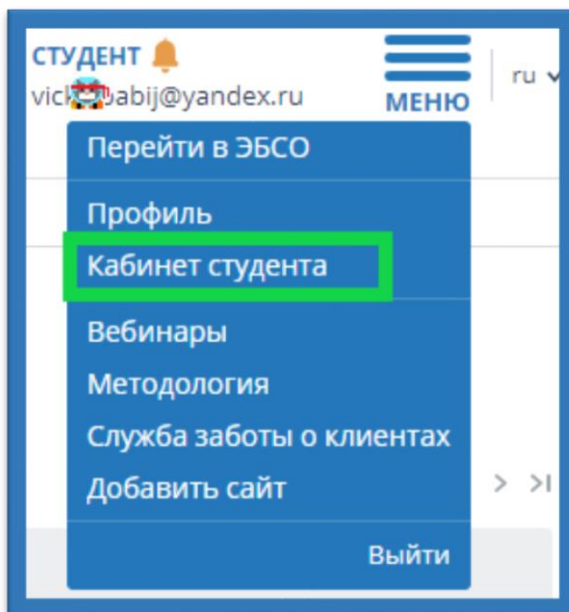 СТУДЕНТ
МЕНЮ
ru
Перейти в ЭБСО
Профиль
Кабинет студента
Вебинары
Методология
Служба заботы о клиентах
Добавить сайт
Выйти